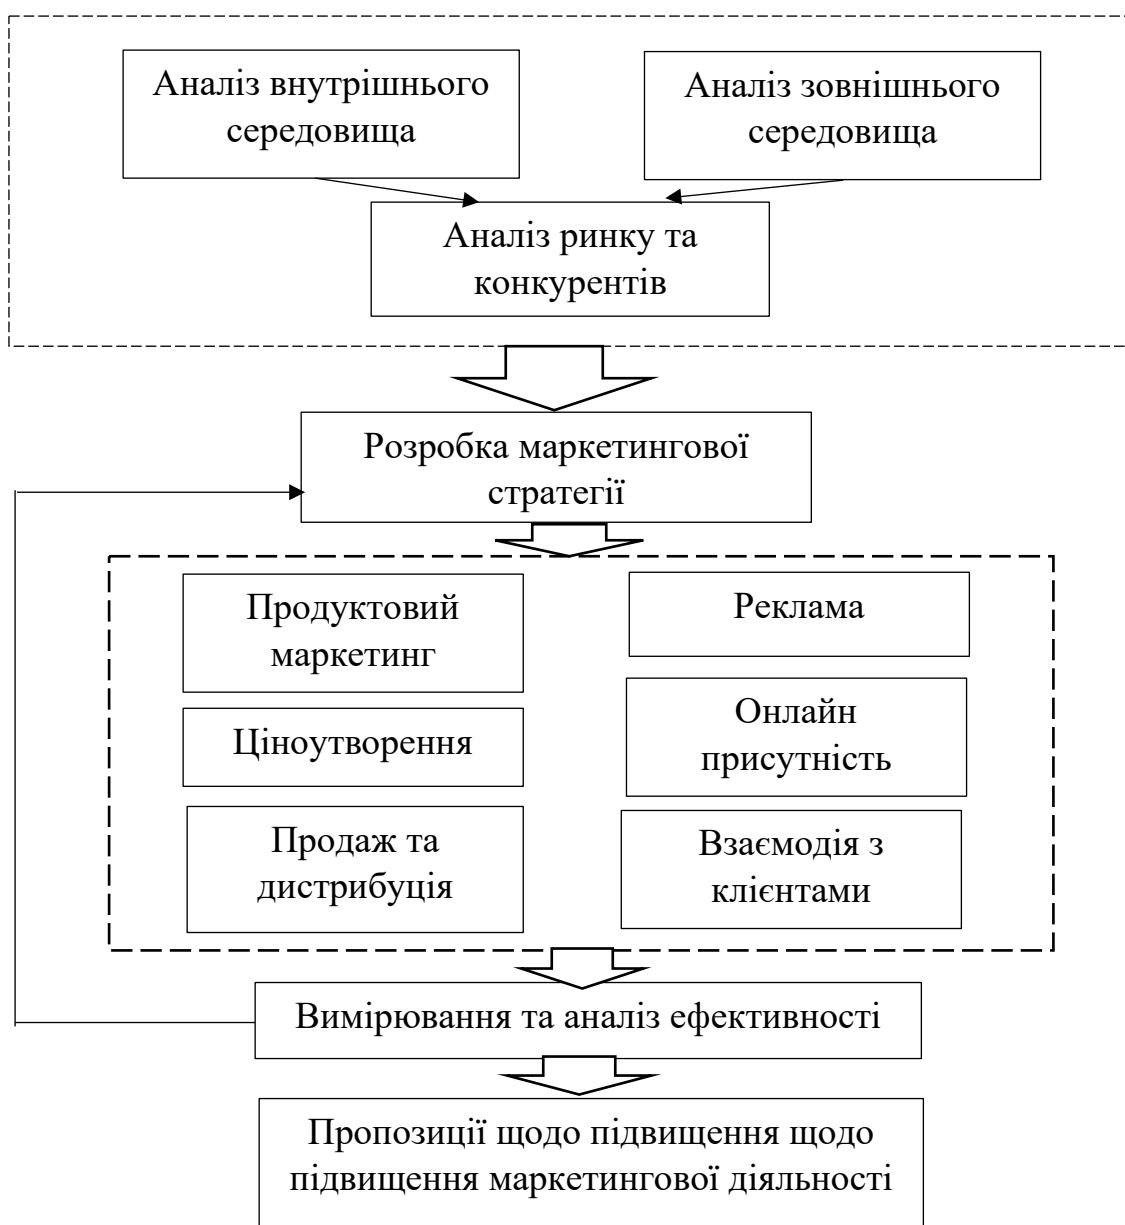 Аналіз внутрішнього
середовища
Аналіз зовнішнього
середовища
Аналіз ринку та
конкурентів
Розробка маркетингової
стратегії
Продуктовий
маркетинг
Реклама
Ціноутворення
Онлайн
присутність
Продаж та
дистрибуція
Взаємодія з
клієнтами
Вимірювання та аналіз ефективності
Пропозиції щодо підвищення щодо
підвищення маркетингової діяльності